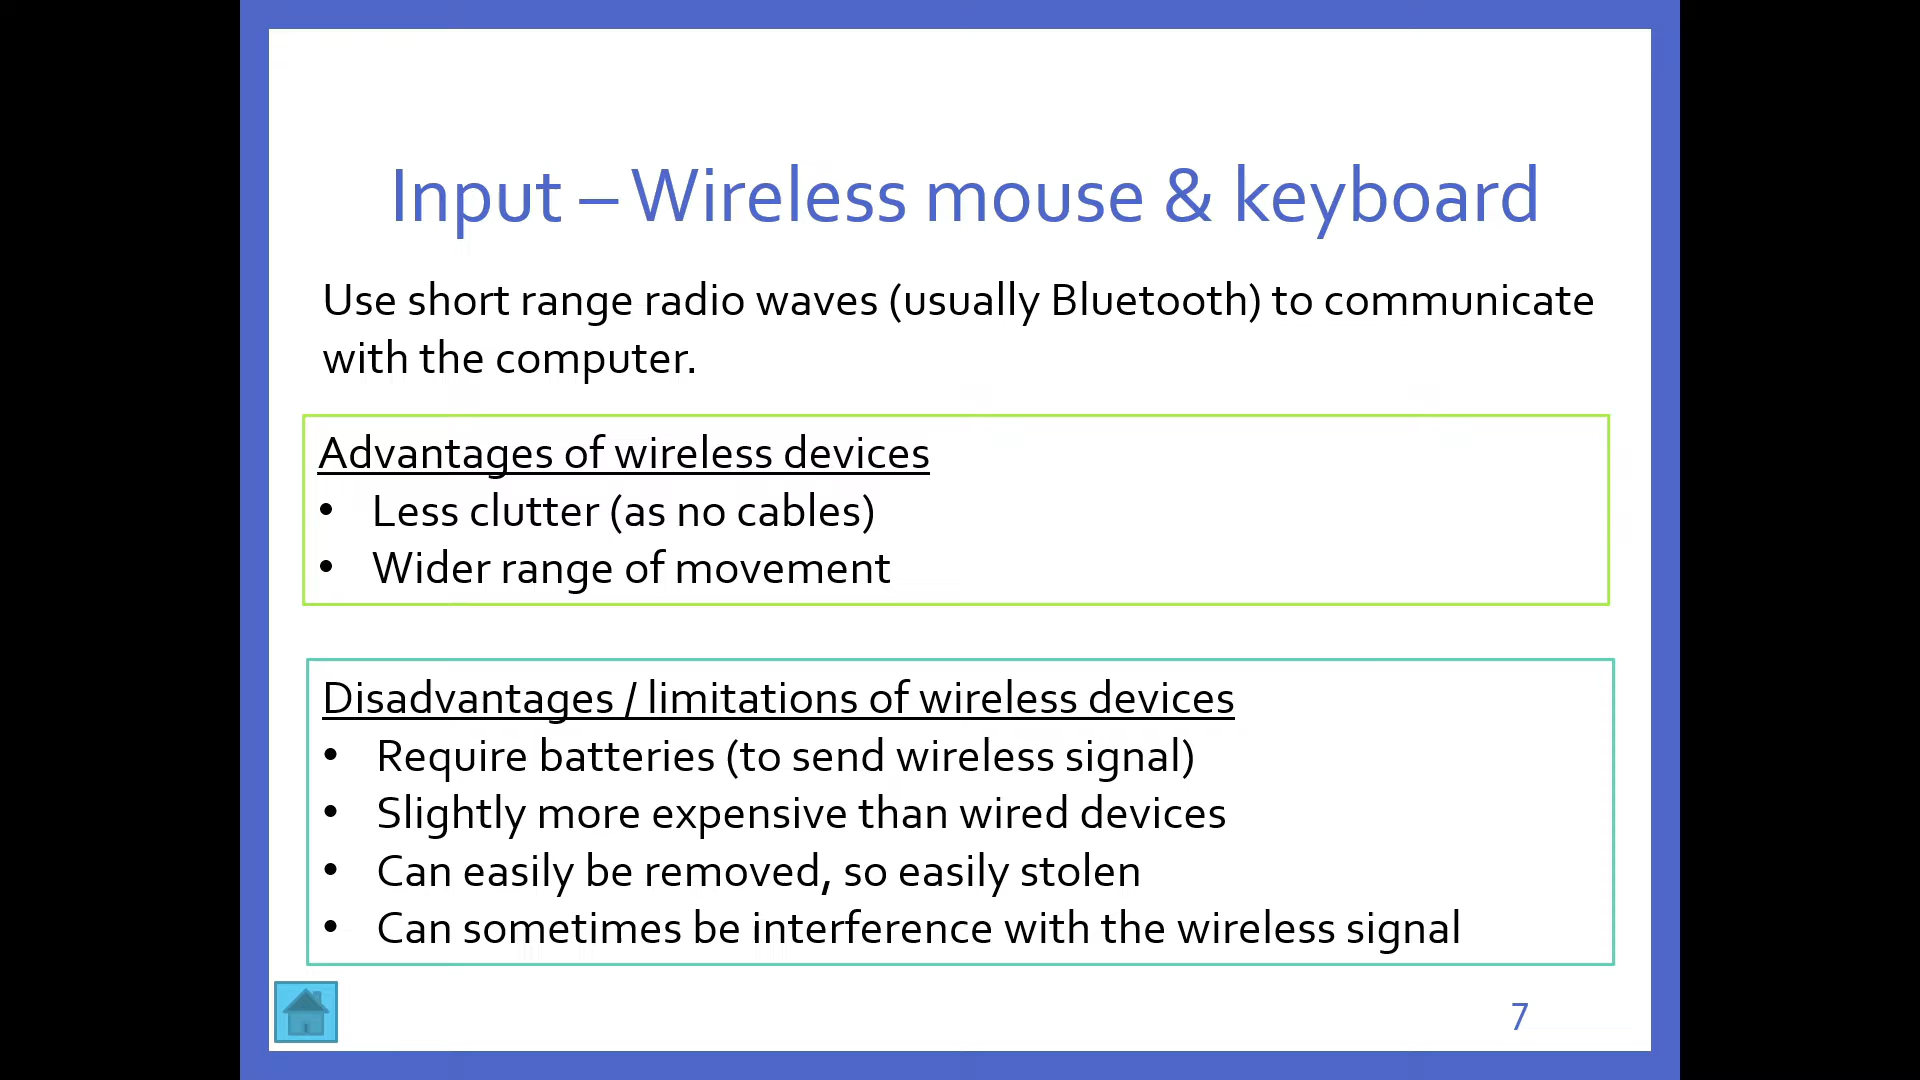 Input – Wireless mouse & keyboard
Use short range radio waves (usually Bluetooth) to communicate
with the computer.
Advantages of wireless devices
• Less clutter (as no cables)
• Wider range of movement
Disadvantages / limitations of wireless devices
• Require batteries (to send wireless signal)
• Slightly more expensive than wired devices
• Can easily be removed, so easily stolen
• Can sometimes be interference with the wireless signal
7